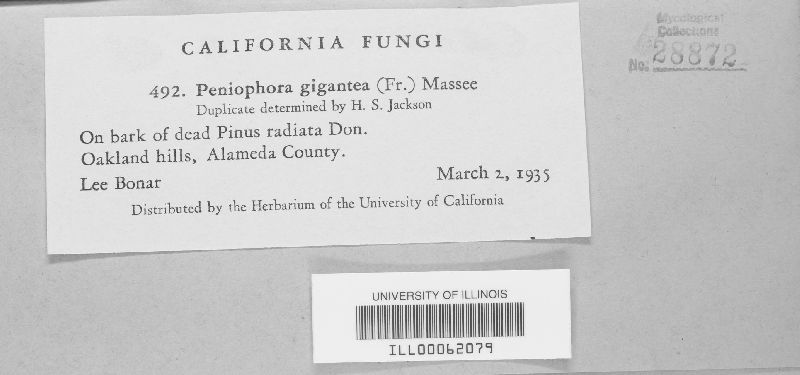 CALIFORNIA FUNGI
492. Peniophora gigantea (Fr.) Massee
Duplicate determined by H. S. Jackson
On bark of dead Pinus radiata Don.
Oakland hills, Alameda County.
Lee Bonar March 2, 1935
Distributed by the Herbarium of the University of California
Mycological
Collections
No. 28872
UNIVERSITY OF ILLINOIS
ILL00062079